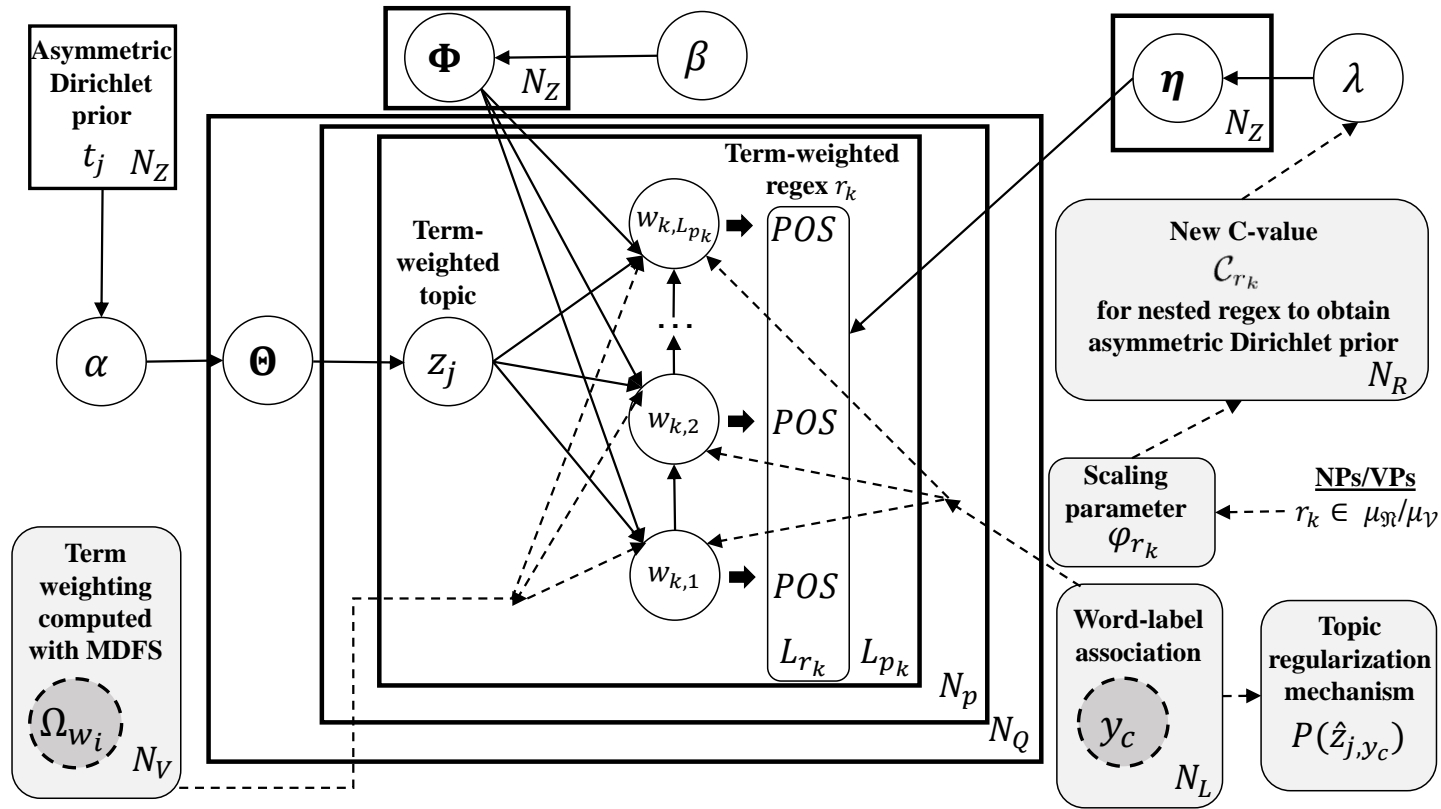 Asymmetric
Dirichlet
prior
t_j N_Z
Φ
N_Z
β
η
N_Z
λ
Term-weighted
regex r_k
w_{k,L_{p_k}}
POS
Term-
weighted
topic
...
α
Θ
z_j
w_{k,2}
POS
w_{k,1}
POS
L_{r_k}
L_{p_k}
N_p
N_Q
New C-value
𝒞_{r_k}
for nested regex to obtain
asymmetric Dirichlet prior
N_R
Scaling
parameter
φ_{r_k}
NPs/VPs
r_k ∈ μ_𝔑/μ_𝒱
Term
weighting
computed
with MDFS
Ω_{w_i}
N_V
Word-label
association
y_c
N_L
Topic
regularization
mechanism
P(ẑ_{j,y_c})